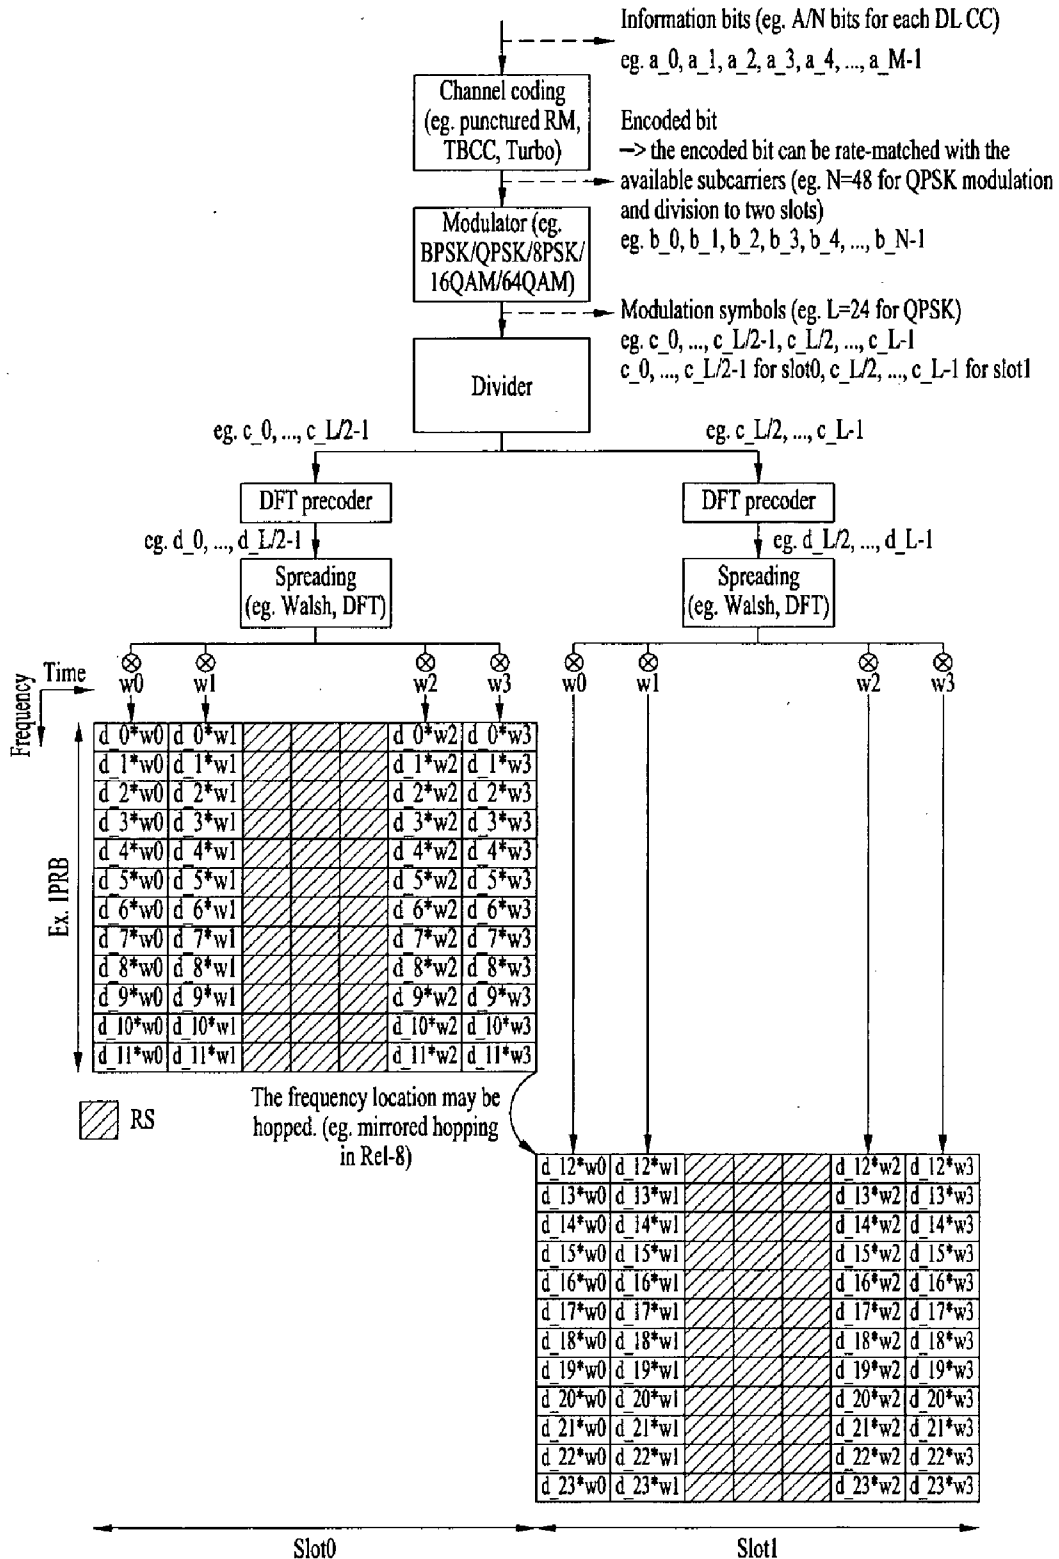 Information bits (eg. A/N bits for each DL CC)
eg. a_0, a_1, a_2, a_3, a_4, ..., a_M-1
Channel coding
(eg. punctured RM,
TBCC, Turbo)
Encoded bit
–> the encoded bit can be rate-matched with the
available subcarriers (eg. N=48 for QPSK modulation
and division to two slots)
eg. b_0, b_1, b_2, b_3, b_4, ..., b_N-1
Modulator (eg.
BPSK/QPSK/8PSK/
16QAM/64QAM)
Modulation symbols (eg. L=24 for QPSK)
eg. c_0, ..., c_L/2-1, c_L/2, ..., c_L-1
c_0, ..., c_L/2-1 for slot0, c_L/2, ..., c_L-1 for slot1
Divider
eg. c_0, ..., c_L/2-1
eg. c_L/2, ..., c_L-1
DFT precoder
DFT precoder
eg. d_0, ..., d_L/2-1
eg. d_L/2, ..., d_L-1
Spreading
(eg. Walsh, DFT)
Spreading
(eg. Walsh, DFT)
Time
Frequency
w0 w1 w2 w3
w0 w1 w2 w3
d_0*w0 d_0*w1 d_0*w2 d_0*w3
d_1*w0 d_1*w1 d_1*w2 d_1*w3
d_2*w0 d_2*w1 d_2*w2 d_2*w3
d_3*w0 d_3*w1 d_3*w2 d_3*w3
d_4*w0 d_4*w1 d_4*w2 d_4*w3
d_5*w0 d_5*w1 d_5*w2 d_5*w3
d_6*w0 d_6*w1 d_6*w2 d_6*w3
d_7*w0 d_7*w1 d_7*w2 d_7*w3
d_8*w0 d_8*w1 d_8*w2 d_8*w3
d_9*w0 d_9*w1 d_9*w2 d_9*w3
d_10*w0 d_10*w1 d_10*w2 d_10*w3
d_11*w0 d_11*w1 d_11*w2 d_11*w3
Ex. 1PRB
RS
The frequency location may be
hopped. (eg. mirrored hopping
in Rel-8)
d_12*w0 d_12*w1 d_12*w2 d_12*w3
d_13*w0 d_13*w1 d_13*w2 d_13*w3
d_14*w0 d_14*w1 d_14*w2 d_14*w3
d_15*w0 d_15*w1 d_15*w2 d_15*w3
d_16*w0 d_16*w1 d_16*w2 d_16*w3
d_17*w0 d_17*w1 d_17*w2 d_17*w3
d_18*w0 d_18*w1 d_18*w2 d_18*w3
d_19*w0 d_19*w1 d_19*w2 d_19*w3
d_20*w0 d_20*w1 d_20*w2 d_20*w3
d_21*w0 d_21*w1 d_21*w2 d_21*w3
d_22*w0 d_22*w1 d_22*w2 d_22*w3
d_23*w0 d_23*w1 d_23*w2 d_23*w3
Slot0
Slot1